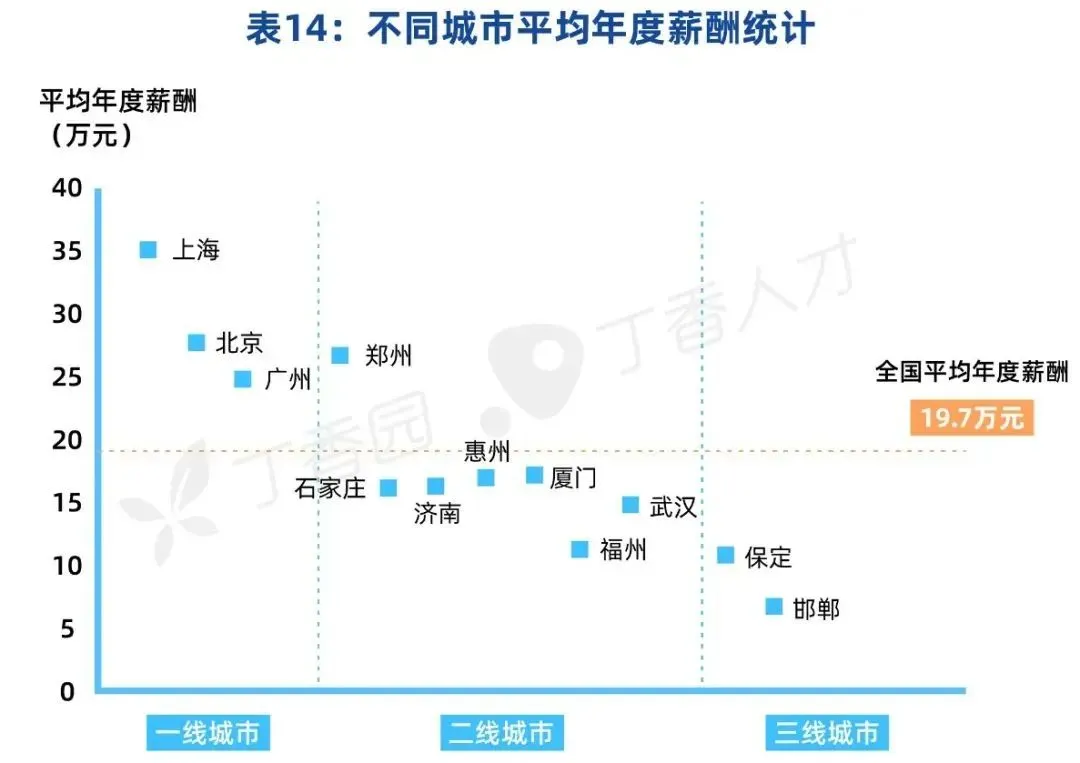 表14：不同城市平均年度薪酬统计
平均年度薪酬
（万元）
40
35
30
25
20
15
10
5
0
上海
北京
广州
郑州
石家庄
济南
惠州
厦门
福州
武汉
保定
邯郸
全国平均年度薪酬
19.7万元
丁香园
丁香人才
一线城市
二线城市
三线城市